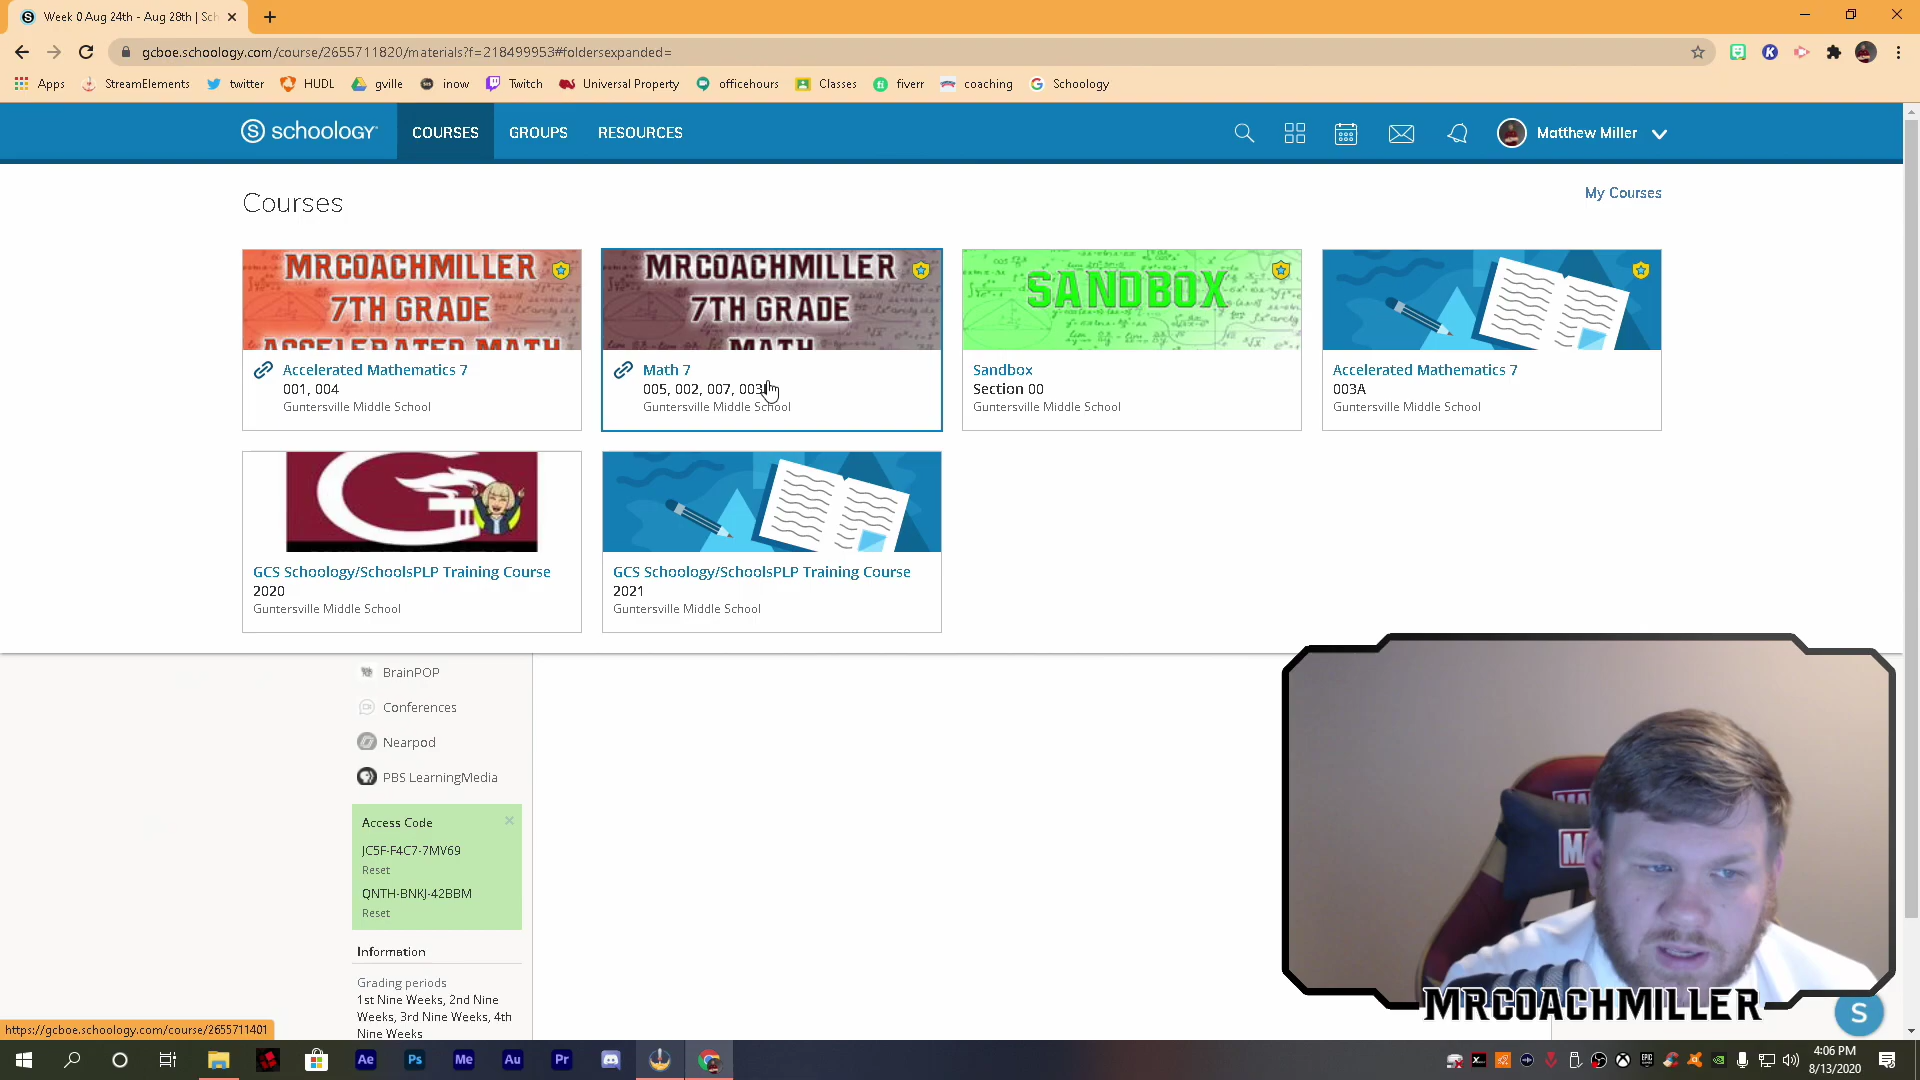 Week 0 Aug 24th - Aug 28th | Sch
gcboe.schoology.com/course/2655711820/materials?f=218499953#foldersexpanded=
Apps StreamElements twitter HUDL gville inow Twitch Universal Property officehours Classes fiverr coaching Schoology
schoology COURSES GROUPS RESOURCES Matthew Miller
Courses
My Courses
MRCOACHMILLER
7TH GRADE
ACCELERATED MATH
Accelerated Mathematics 7
001, 004
Guntersville Middle School
MRCOACHMILLER
7TH GRADE
MATH
Math 7
005, 002, 007, 003
Guntersville Middle School
SANDBOX
Sandbox
Section 00
Guntersville Middle School
Accelerated Mathematics 7
003A
Guntersville Middle School
GCS Schoology/SchoolsPLP Training Course
2020
Guntersville Middle School
GCS Schoology/SchoolsPLP Training Course
2021
Guntersville Middle School
BrainPOP
Conferences
Nearpod
PBS LearningMedia
Access Code
JC5F-F4C7-7MV69
Reset
QNTH-BNKJ-42BBM
Reset
Information
Grading periods
1st Nine Weeks, 2nd Nine
Weeks, 3rd Nine Weeks, 4th
Nine Weeks
MRCOACHMILLER
S
https://gcboe.schoology.com/course/2655711401
Ae Ps Me Au Pr
4:06 PM
8/13/2020